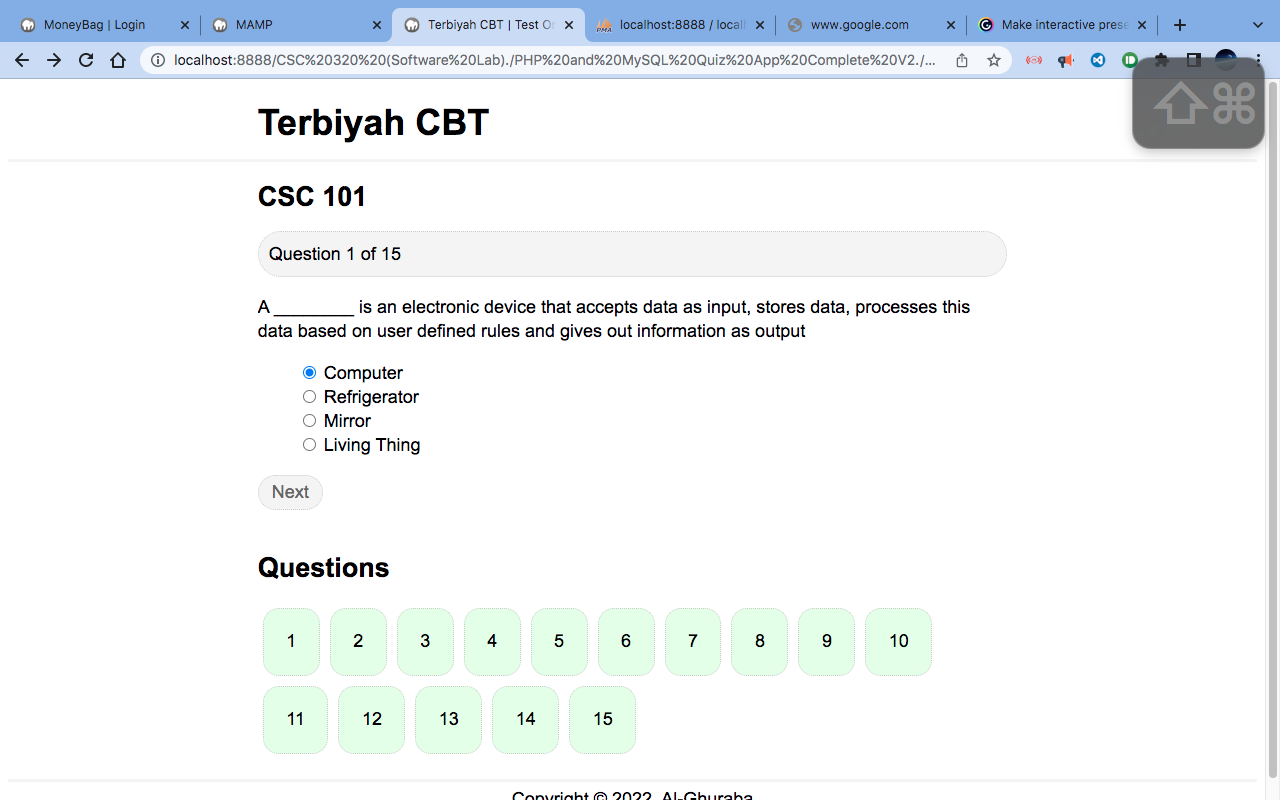 MoneyBag | Login
MAMP
Terbiyah CBT | Test On
localhost:8888 / local
www.google.com
Make interactive prese
localhost:8888/CSC%20320%20(Software%20Lab)./PHP%20and%20MySQL%20Quiz%20App%20Complete%20V2./...
Terbiyah CBT
CSC 101
Question 1 of 15
A ________ is an electronic device that accepts data as input, stores data, processes this
data based on user defined rules and gives out information as output
Computer
Refrigerator
Mirror
Living Thing
Next
Questions
1 2 3 4 5 6 7 8 9 10
11 12 13 14 15
Copyright © 2022, Al-Ghuraba